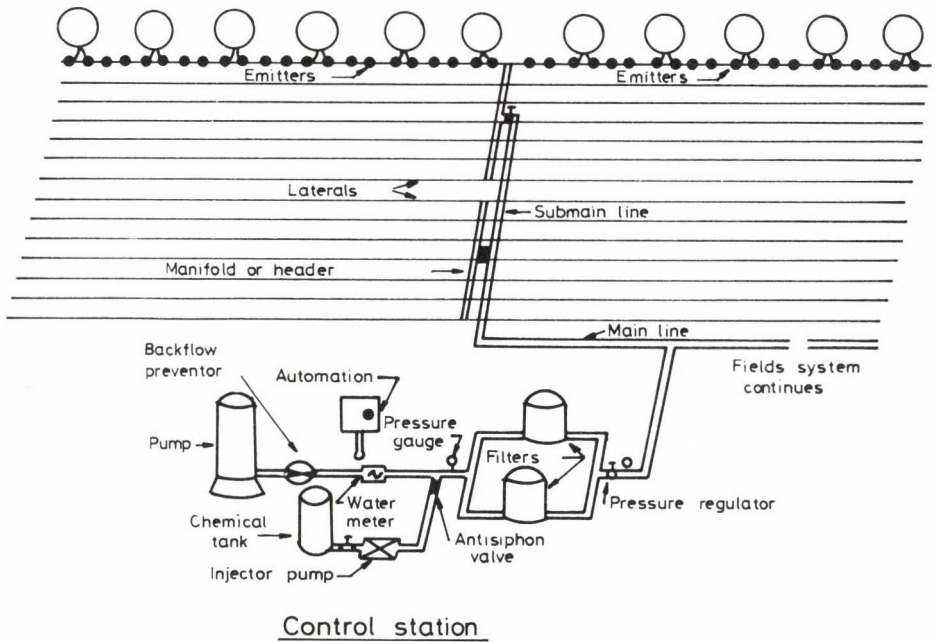 Emitters
Emitters
Laterals
Submain line
Manifold or header
Main line
Fields system
continues
Backflow
preventor
Automation
Pressure
gauge
Pump
Filters
Water
meter
Pressure regulator
Chemical
tank
Antisiphon
valve
Injector pump
Control station